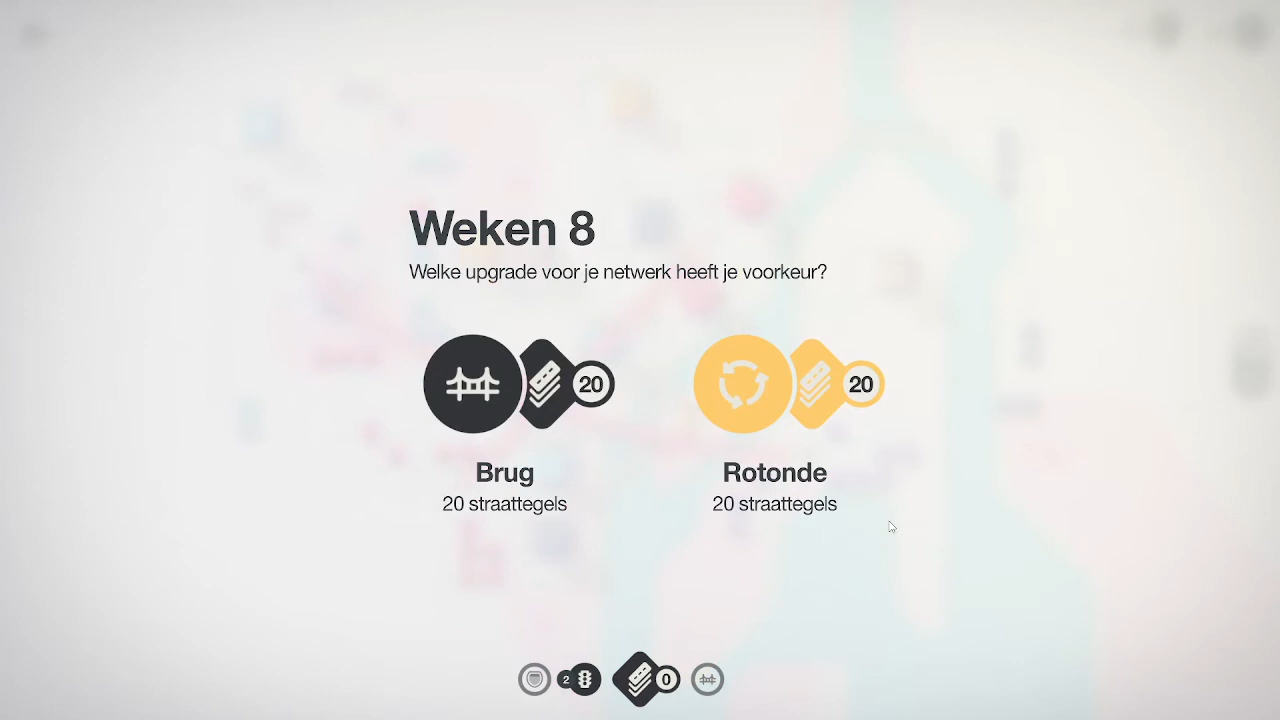 Weken 8
Welke upgrade voor je netwerk heeft je voorkeur?
20
20
Brug
Rotonde
20 straattegels
20 straattegels
2
0